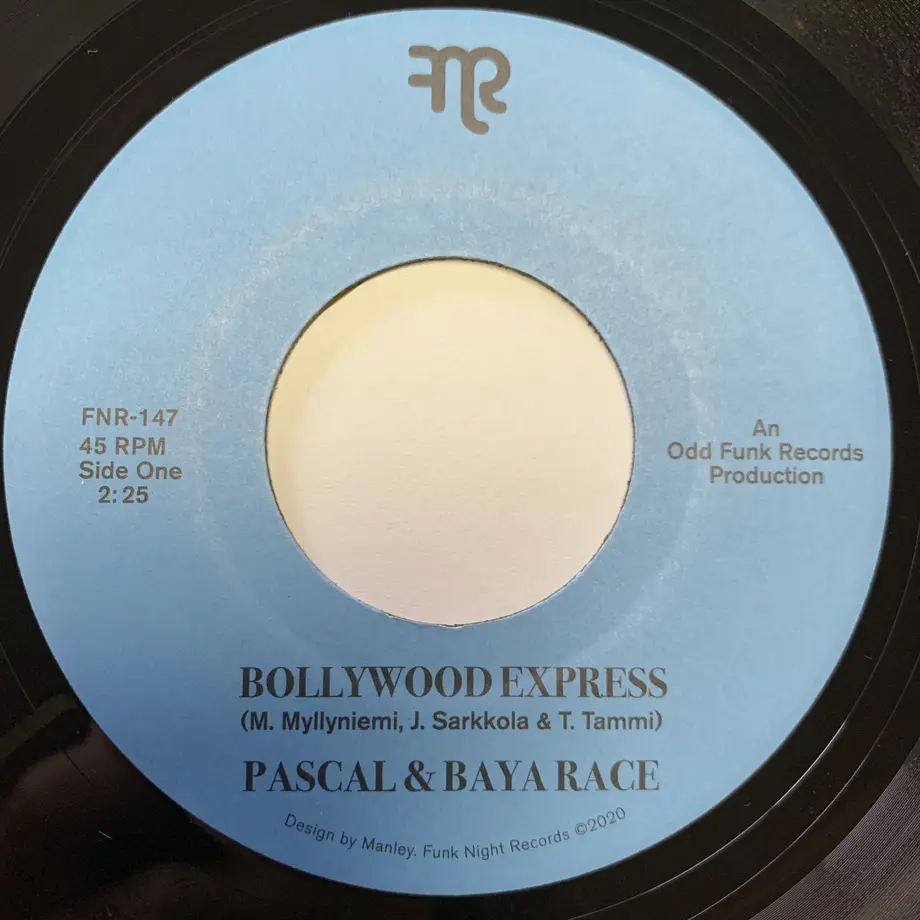 FNR
FNR-147
45 RPM
Side One
2:25
An
Odd Funk Records
Production
BOLLYWOOD EXPRESS
(M. Myllyniemi, J. Sarkkola & T. Tammi)
PASCAL & BAYA RACE
Design by Manley. Funk Night Records ©2020